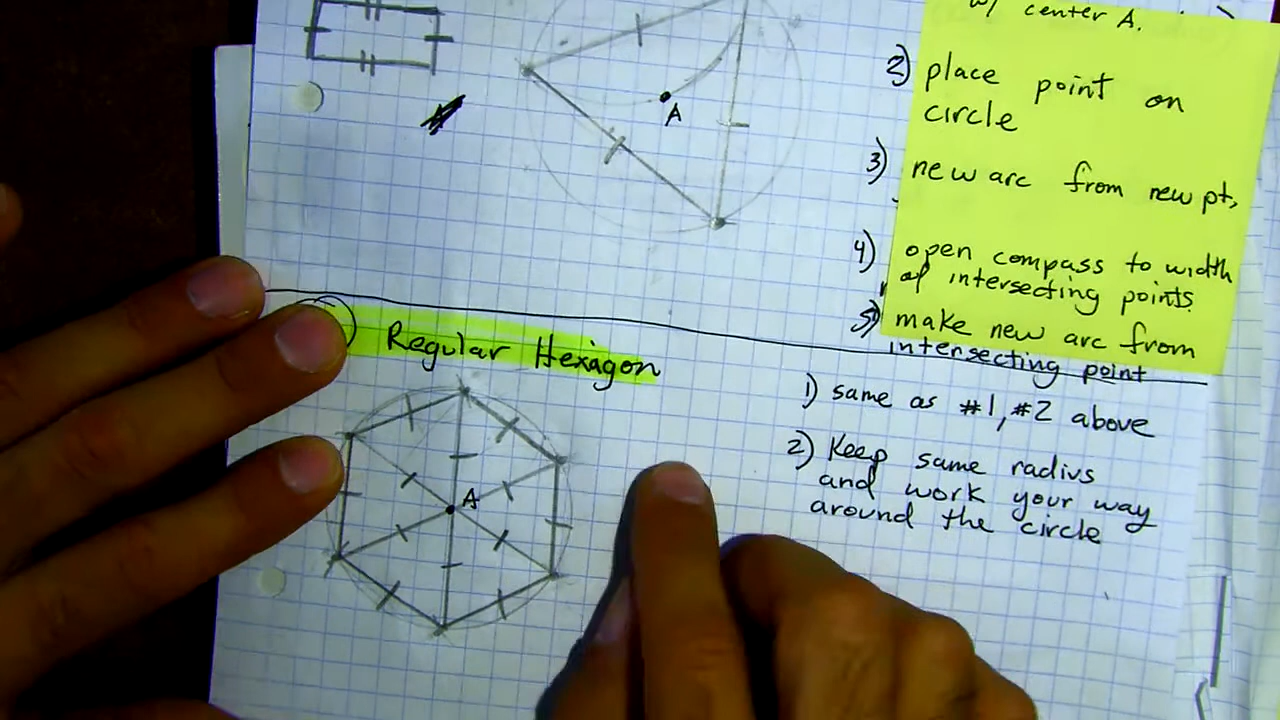 w/ center A.
2) place point on
circle
3) new arc from new pt,
4) open compass to width
of intersecting points
5) make new arc from
intersecting point
A
Regular Hexagon
A
1) same as #1, #2 above
2) Keep same radius
and work your way
around the circle